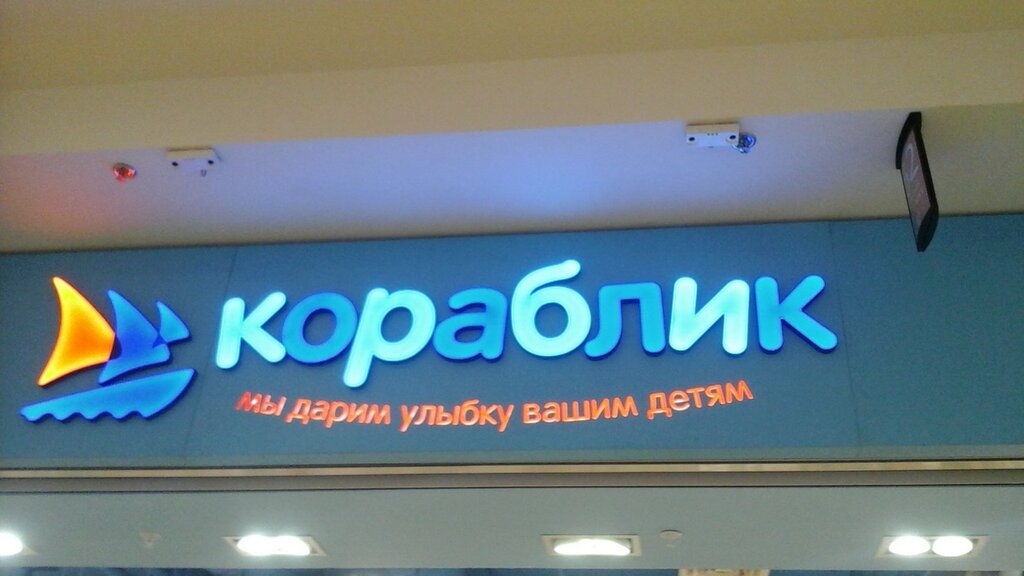 кораблик
мы дарим улыбку вашим детям